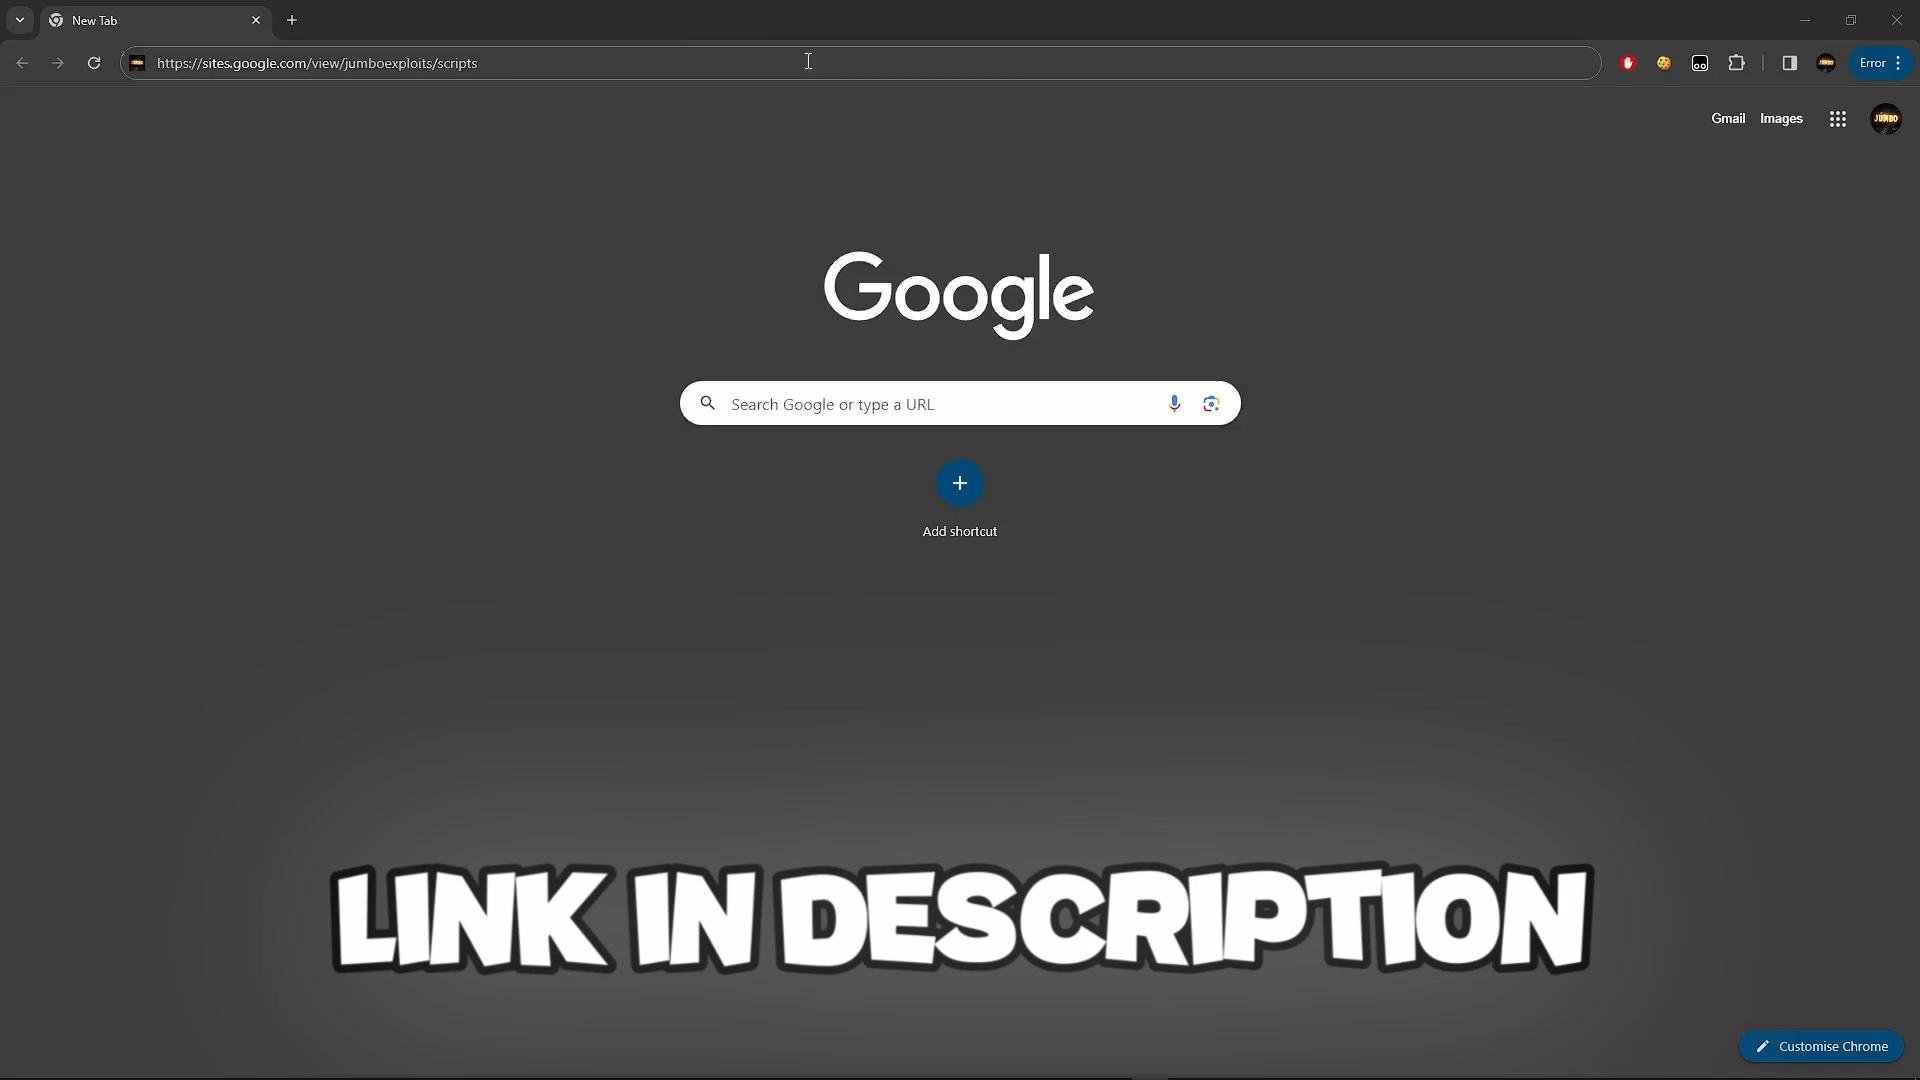 New Tab
https://sites.google.com/view/jumboexploits/scripts
Error
Gmail Images
JUMBO
Google
Search Google or type a URL
Add shortcut
LINK IN DESCRIPTION
Customise Chrome